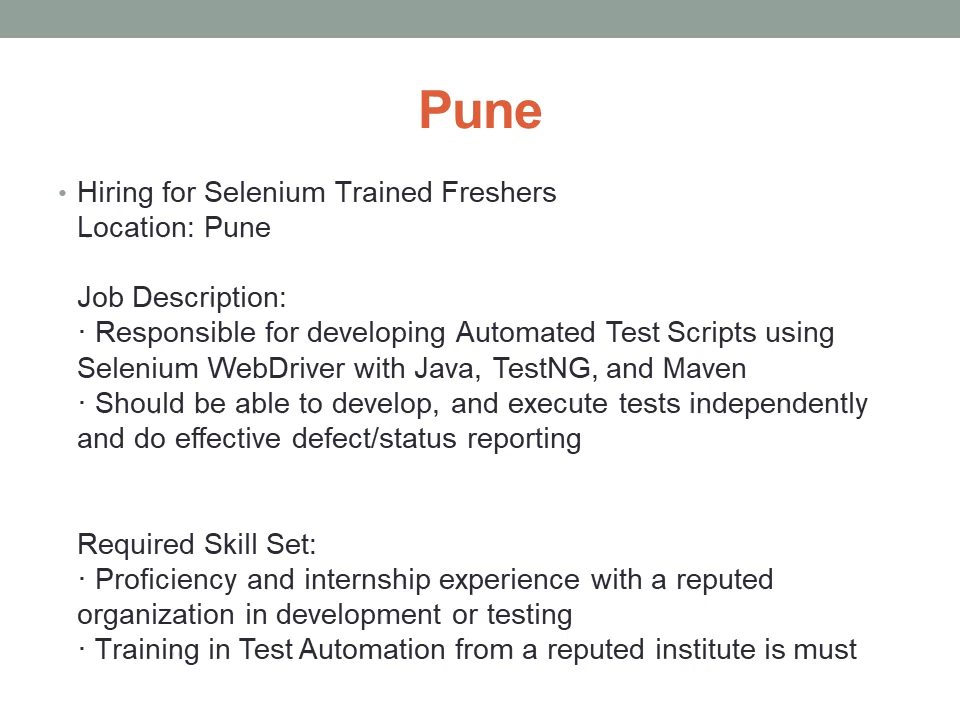 Pune
• Hiring for Selenium Trained Freshers
Location: Pune
Job Description:
· Responsible for developing Automated Test Scripts using
Selenium WebDriver with Java, TestNG, and Maven
· Should be able to develop, and execute tests independently
and do effective defect/status reporting
Required Skill Set:
· Proficiency and internship experience with a reputed
organization in development or testing
· Training in Test Automation from a reputed institute is must